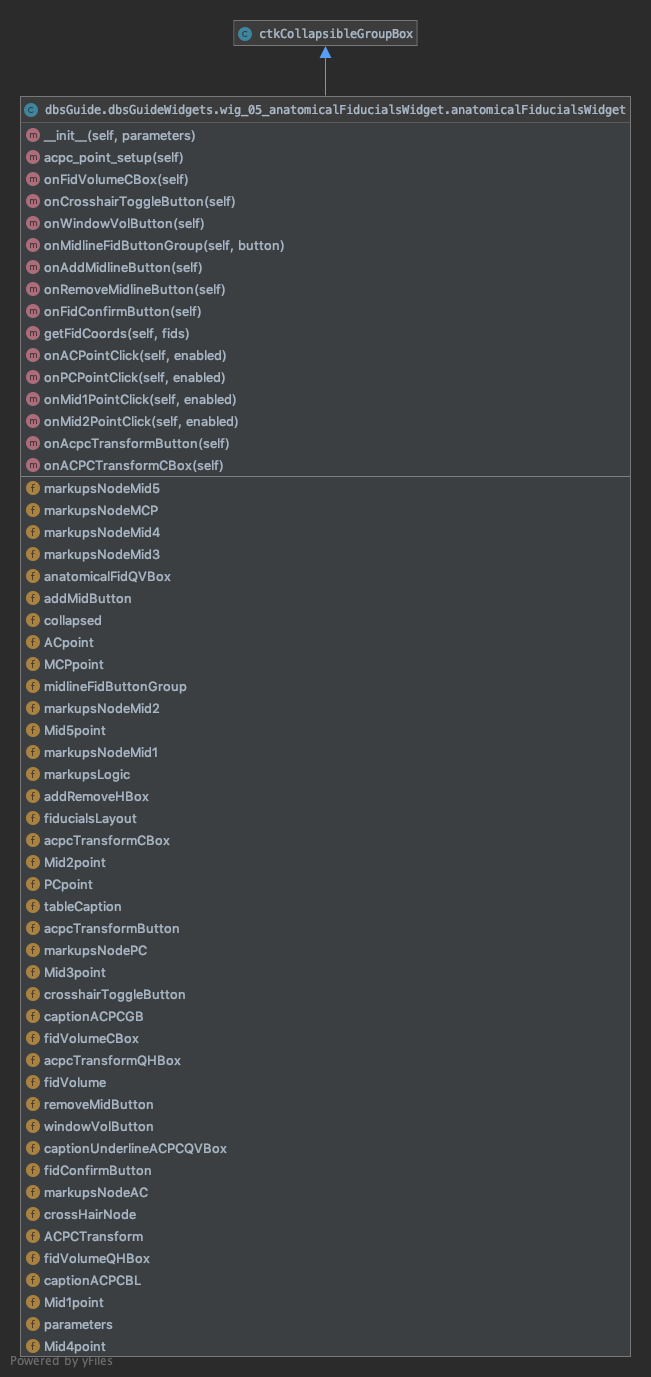 ctkCollapsibleGroupBox
dbsGuide.dbsGuideWidgets.wig_05_anatomicalFiducialsWidget.anatomicalFiducialsWidget
__init__(self, parameters)
acpc_point_setup(self)
onFidVolumeCBox(self)
onCrosshairToggleButton(self)
onWindowVolButton(self)
onMidlineFidButtonGroup(self, button)
onAddMidlineButton(self)
onRemoveMidlineButton(self)
onFidConfirmButton(self)
getFidCoords(self, fids)
onACPointClick(self, enabled)
onPCPointClick(self, enabled)
onMid1PointClick(self, enabled)
onMid2PointClick(self, enabled)
onAcpcTransformButton(self)
onACPCTransformCBox(self)
markupsNodeMid5
markupsNodeMCP
markupsNodeMid4
markupsNodeMid3
anatomicalFidQVBox
addMidButton
collapsed
ACpoint
MCPpoint
midlineFidButtonGroup
markupsNodeMid2
Mid5point
markupsNodeMid1
markupsLogic
addRemoveHBox
fiducialsLayout
acpcTransformCBox
Mid2point
PCpoint
tableCaption
acpcTransformButton
markupsNodePC
Mid3point
crosshairToggleButton
captionACPCGB
fidVolumeCBox
acpcTransformQHBox
fidVolume
removeMidButton
windowVolButton
captionUnderlineACPCQVBox
fidConfirmButton
markupsNodeAC
crossHairNode
ACPCTransform
fidVolumeQHBox
captionACPCBL
Mid1point
parameters
Mid4point
Powered by yFiles